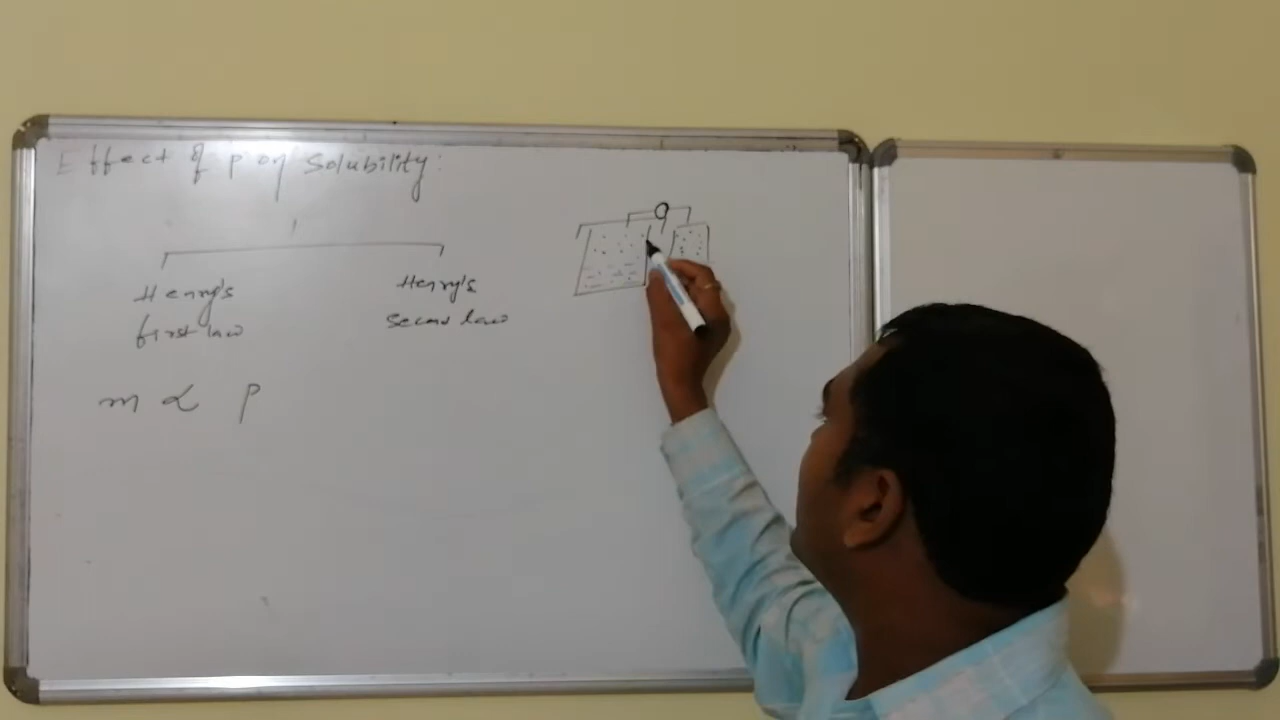 Effect of P on Solubility:
Henry's
first law
Henry's
Second law
m ∝ P